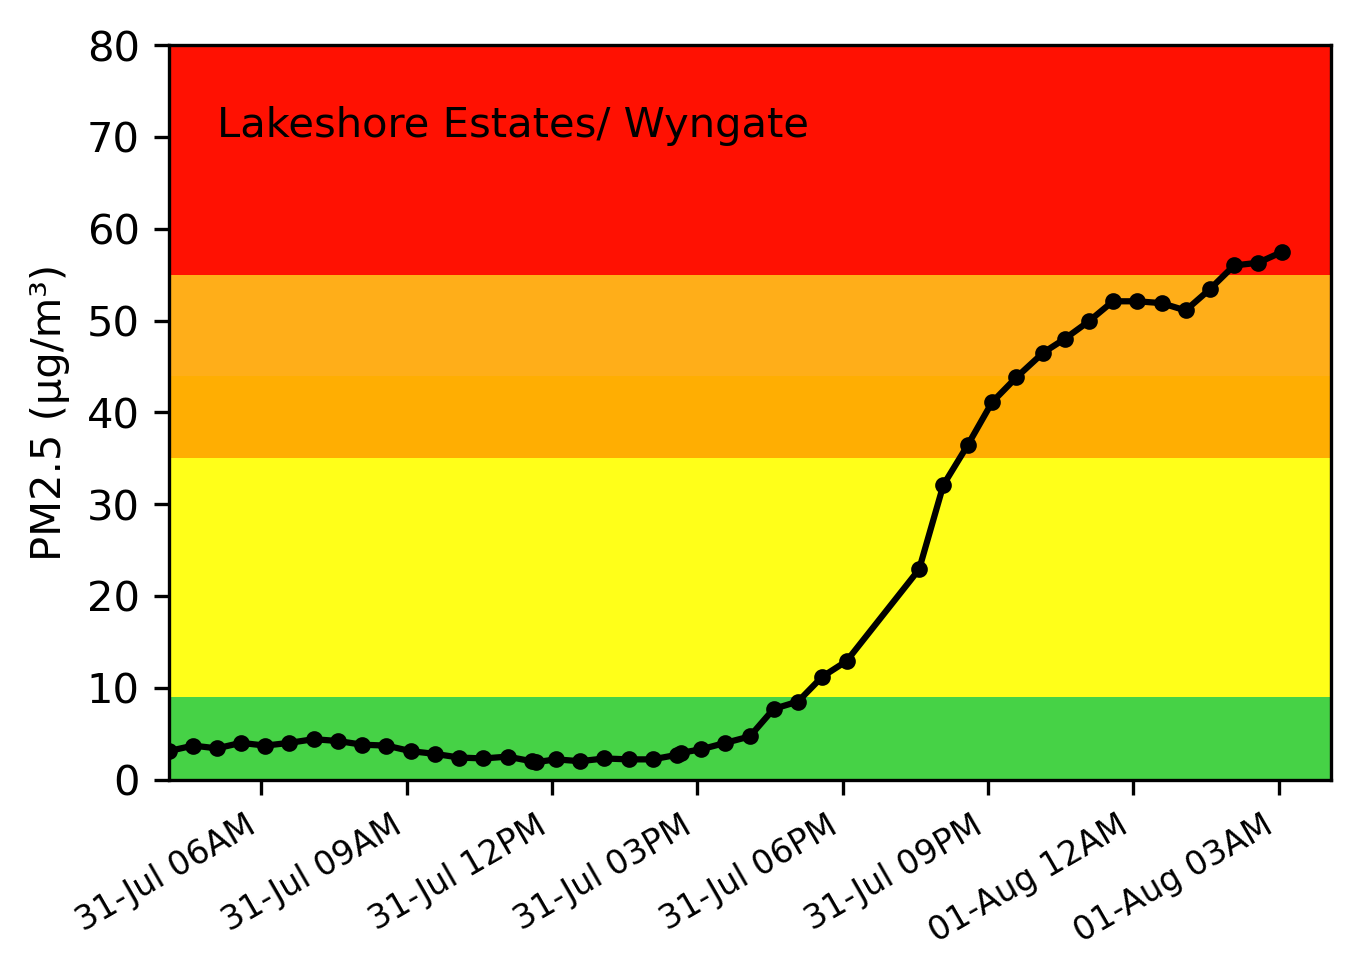 80
Lakeshore Estates/ Wyngate
70
60
50
40
30
20
10
0
PM2.5 (µg/m³)
31-Jul 06AM
31-Jul 09AM
31-Jul 12PM
31-Jul 03PM
31-Jul 06PM
31-Jul 09PM
01-Aug 12AM
01-Aug 03AM